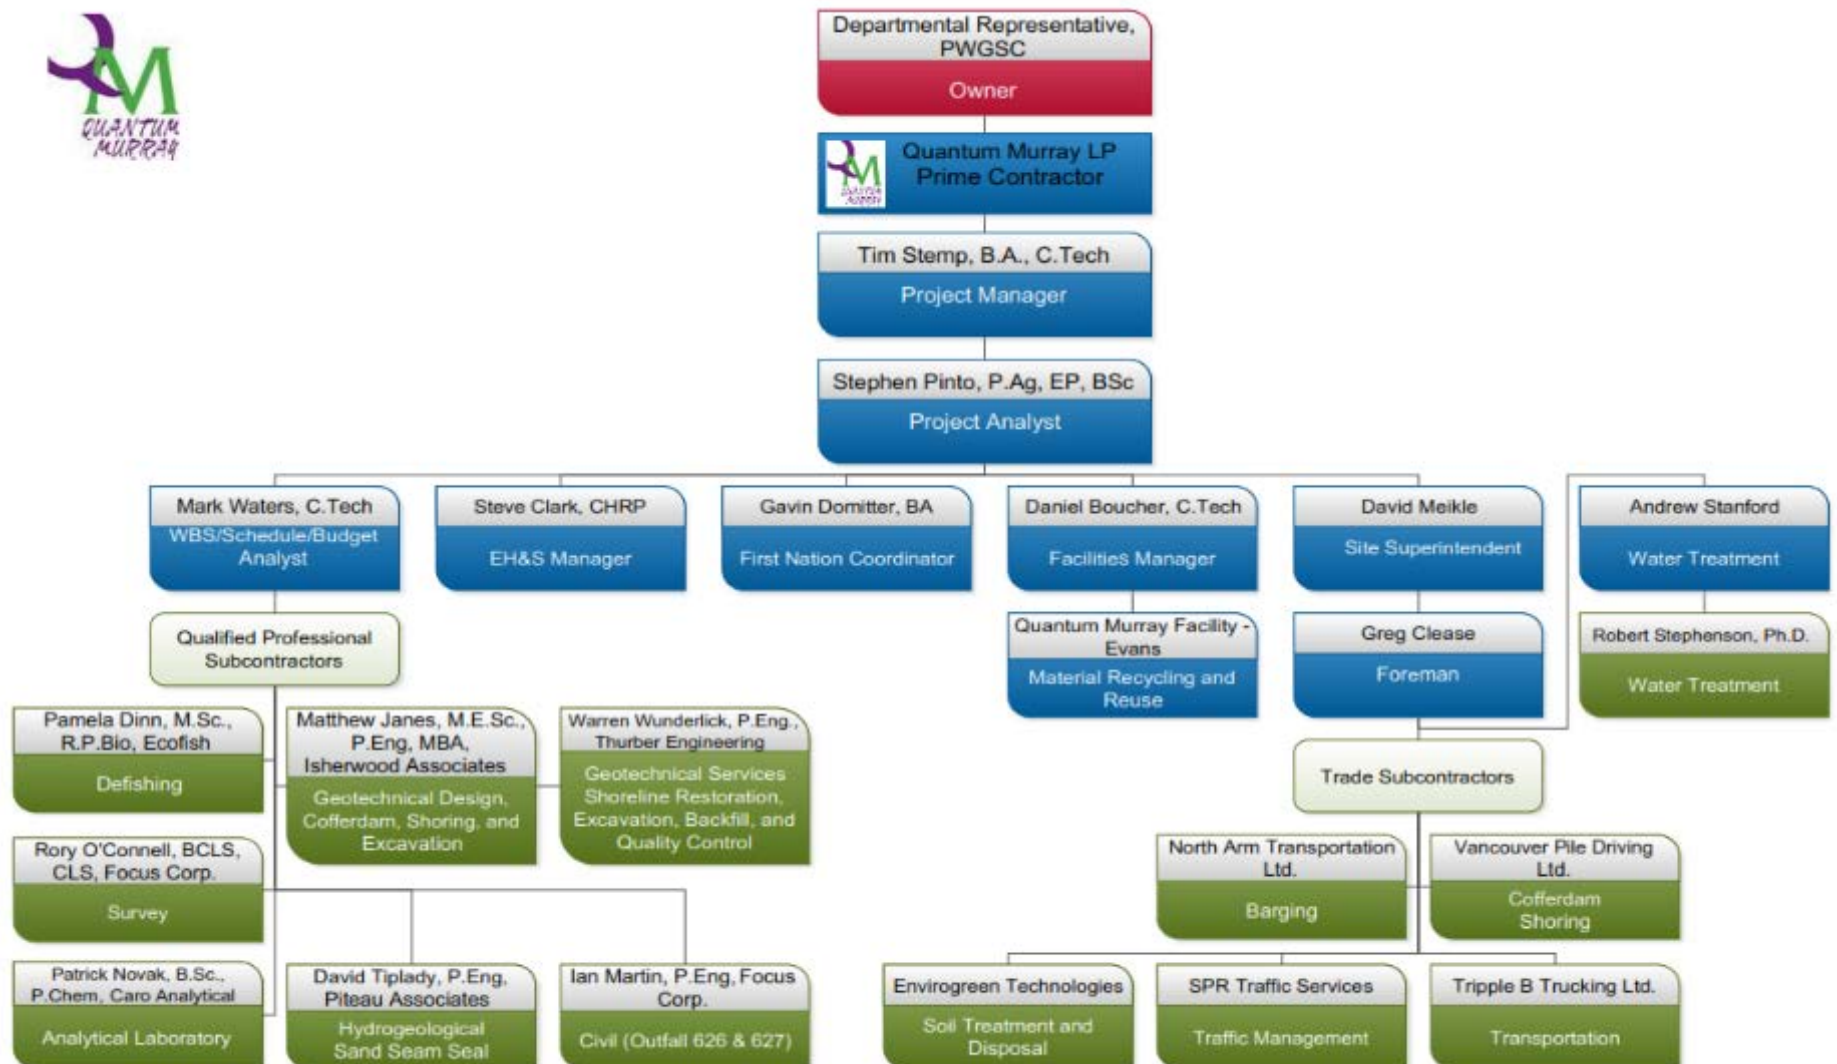 QM
QUANTUM
MURRAY
Departmental Representative,
PWGSC
Owner
QM
QUANTUM
MURRAY
Quantum Murray LP
Prime Contractor
Tim Stemp, B.A., C.Tech
Project Manager
Stephen Pinto, P.Ag, EP, BSc
Project Analyst
Mark Waters, C.Tech
WBS/Schedule/Budget
Analyst
Steve Clark, CHRP
EH&S Manager
Gavin Domitter, BA
First Nation Coordinator
Daniel Boucher, C.Tech
Facilities Manager
David Meikle
Site Superintendent
Andrew Stanford
Water Treatment
Qualified Professional
Subcontractors
Quantum Murray Facility -
Evans
Material Recycling and
Reuse
Greg Clease
Foreman
Robert Stephenson, Ph.D.
Water Treatment
Pamela Dinn, M.Sc.,
R.P.Bio, Ecofish
Defishing
Matthew Janes, M.E.Sc.,
P.Eng, MBA,
Isherwood Associates
Geotechnical Design,
Cofferdam, Shoring, and
Excavation
Warren Wunderlick, P.Eng.,
Thurber Engineering
Geotechnical Services
Shoreline Restoration,
Excavation, Backfill, and
Quality Control
Trade Subcontractors
Rory O'Connell, BCLS,
CLS, Focus Corp.
Survey
North Arm Transportation
Ltd.
Barging
Vancouver Pile Driving
Ltd.
Cofferdam
Shoring
Patrick Novak, B.Sc.,
P.Chem, Caro Analytical
Analytical Laboratory
David Tiplady, P.Eng,
Piteau Associates
Hydrogeological
Sand Seam Seal
Ian Martin, P.Eng, Focus
Corp.
Civil (Outfall 626 & 627)
Envirogreen Technologies
Soil Treatment and
Disposal
SPR Traffic Services
Traffic Management
Tripple B Trucking Ltd.
Transportation